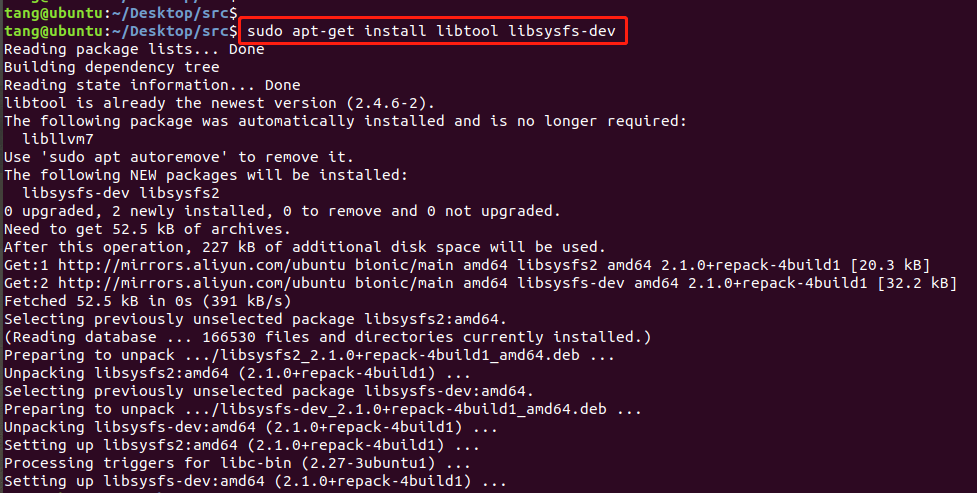 tang@ubuntu:~/Desktop/src$
tang@ubuntu:~/Desktop/src$ sudo apt-get install libtool libsysfs-dev
Reading package lists... Done
Building dependency tree
Reading state information... Done
libtool is already the newest version (2.4.6-2).
The following package was automatically installed and is no longer required:
  libllvm7
Use 'sudo apt autoremove' to remove it.
The following NEW packages will be installed:
  libsysfs-dev libsysfs2
0 upgraded, 2 newly installed, 0 to remove and 0 not upgraded.
Need to get 52.5 kB of archives.
After this operation, 227 kB of additional disk space will be used.
Get:1 http://mirrors.aliyun.com/ubuntu bionic/main amd64 libsysfs2 amd64 2.1.0+repack-4build1 [20.3 kB]
Get:2 http://mirrors.aliyun.com/ubuntu bionic/main amd64 libsysfs-dev amd64 2.1.0+repack-4build1 [32.2 kB]
Fetched 52.5 kB in 0s (391 kB/s)
Selecting previously unselected package libsysfs2:amd64.
(Reading database ... 166530 files and directories currently installed.)
Preparing to unpack .../libsysfs2_2.1.0+repack-4build1_amd64.deb ...
Unpacking libsysfs2:amd64 (2.1.0+repack-4build1) ...
Selecting previously unselected package libsysfs-dev:amd64.
Preparing to unpack .../libsysfs-dev_2.1.0+repack-4build1_amd64.deb ...
Unpacking libsysfs-dev:amd64 (2.1.0+repack-4build1) ...
Setting up libsysfs2:amd64 (2.1.0+repack-4build1) ...
Processing triggers for libc-bin (2.27-3ubuntu1) ...
Setting up libsysfs-dev:amd64 (2.1.0+repack-4build1) ...